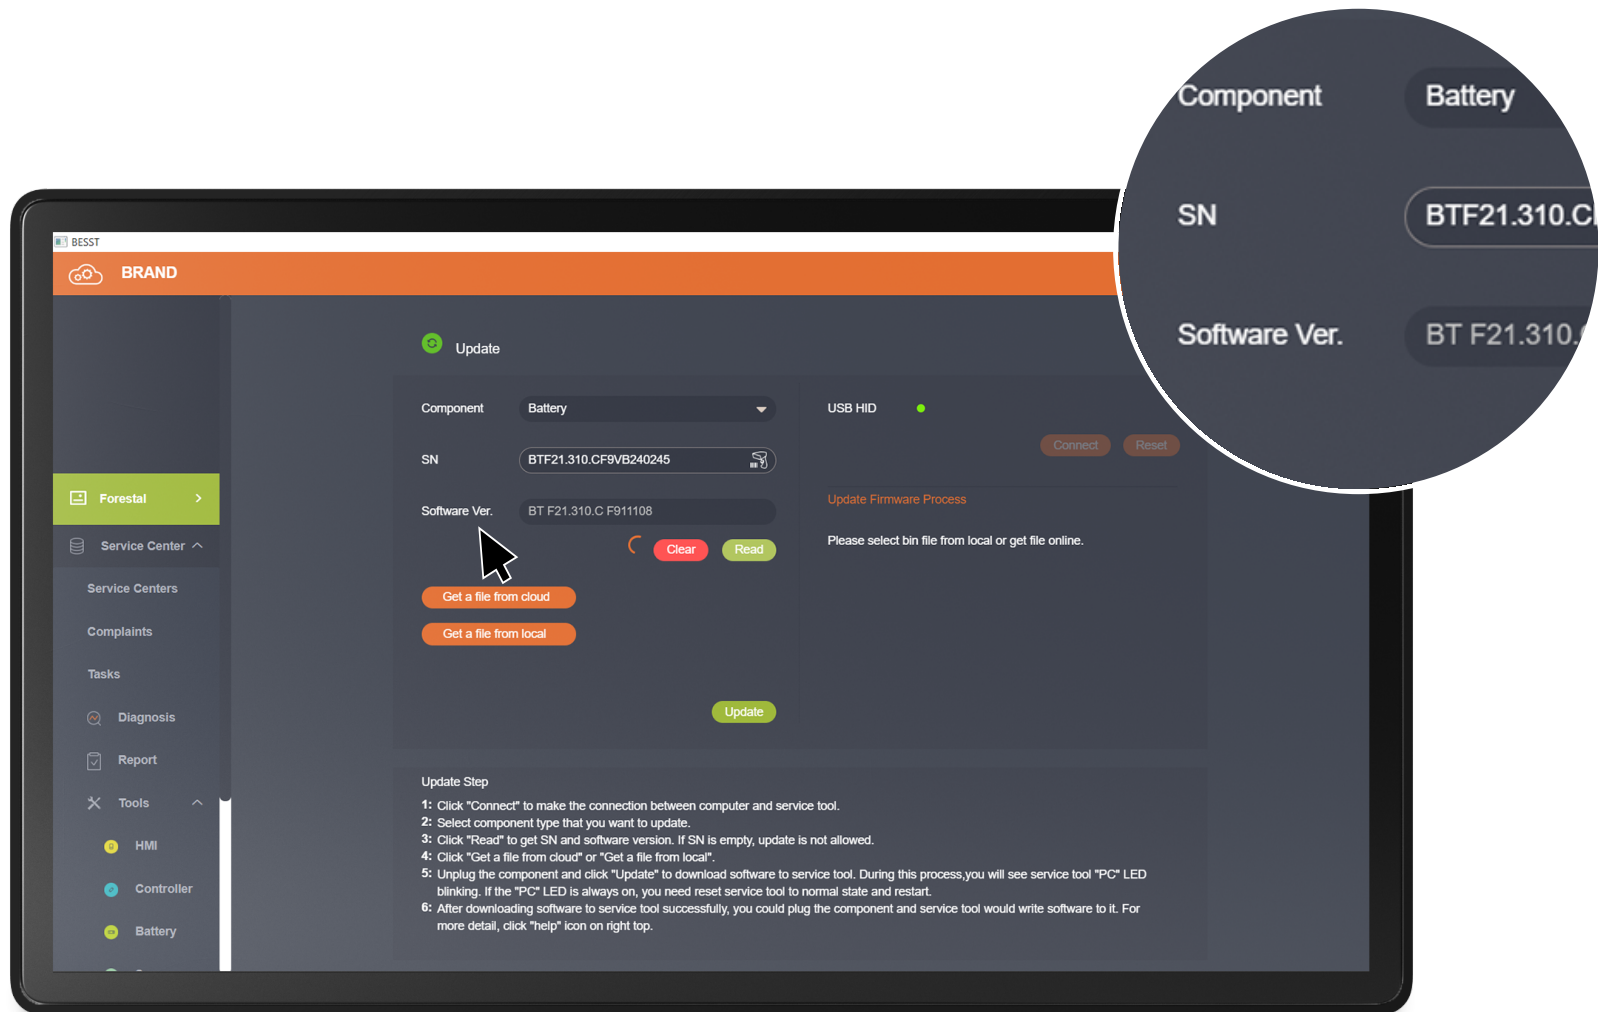 Component Battery
SN BTF21.310.C
Software Ver. BT F21.310.
BESST
BRAND
Update
Component Battery
USB HID
Connect Reset
SN BTF21.310.CF9VB240245
Software Ver. BT F21.310.C F911108
Clear Read
Update Firmware Process
Please select bin file from local or get file online.
Get a file from cloud
Get a file from local
Update
Forestal
Service Center
Service Centers
Complaints
Tasks
Diagnosis
Report
Tools
HMI
Controller
Battery
Update Step
1: Click "Connect" to make the connection between computer and service tool.
2: Select component type that you want to update.
3: Click "Read" to get SN and software version. If SN is empty, update is not allowed.
4: Click "Get a file from cloud" or "Get a file from local".
5: Unplug the component and click "Update" to download software to service tool. During this process,you will see service tool "PC" LED
blinking. If the "PC" LED is always on, you need reset service tool to normal state and restart.
6: After downloading software to service tool successfully, you could plug the component and service tool would write software to it. For
more detail, click "help" icon on right top.